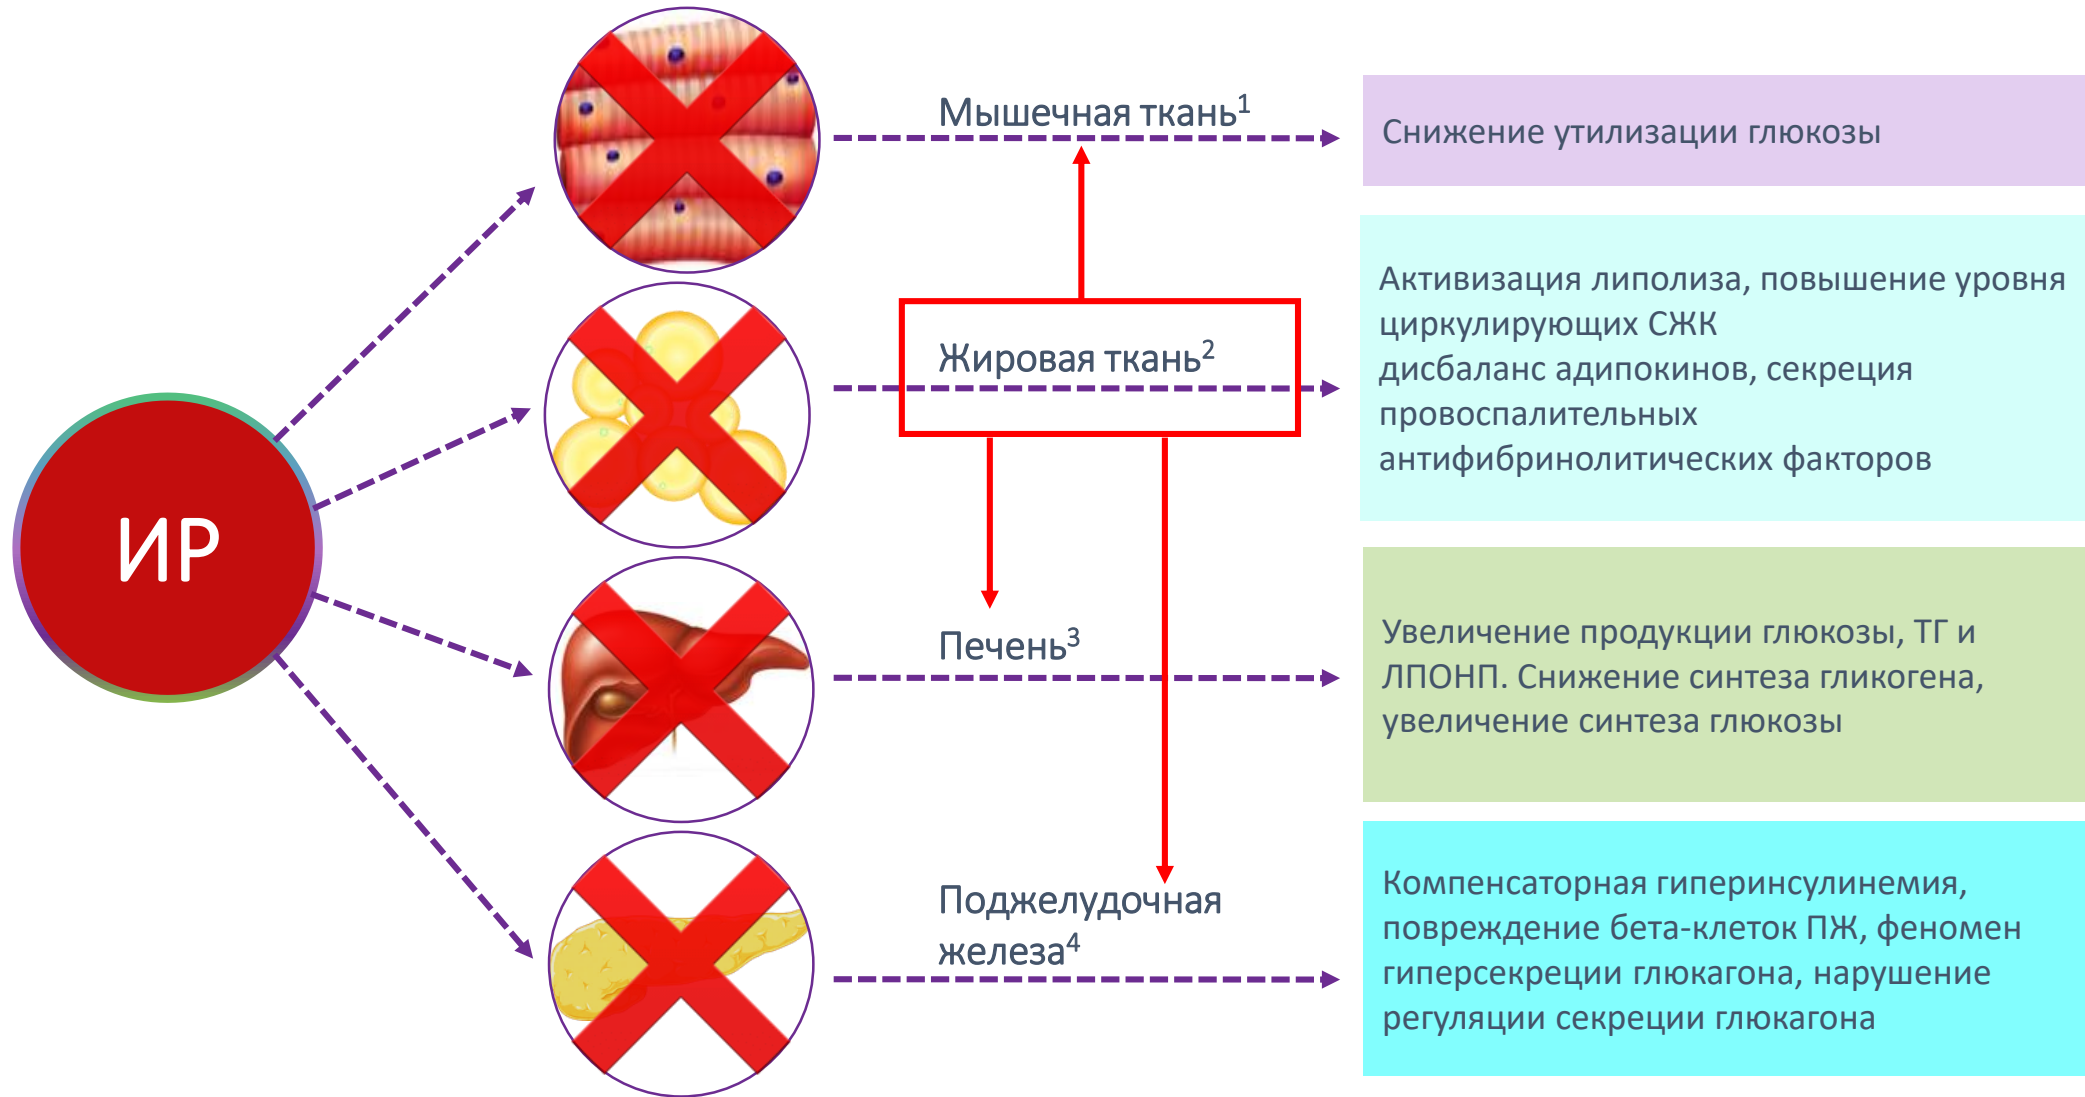 ИР
Мышечная ткань¹
Снижение утилизации глюкозы
Жировая ткань²
Активизация липолиза, повышение уровня
циркулирующих СЖК
дисбаланс адипокинов, секреция
провоспалительных
антифибринолитических факторов
Печень³
Увеличение продукции глюкозы, ТГ и
ЛПОНП. Снижение синтеза гликогена,
увеличение синтеза глюкозы
Поджелудочная
железа⁴
Компенсаторная гиперинсулинемия,
повреждение бета-клеток ПЖ, феномен
гиперсекреции глюкагона, нарушение
регуляции секреции глюкагона